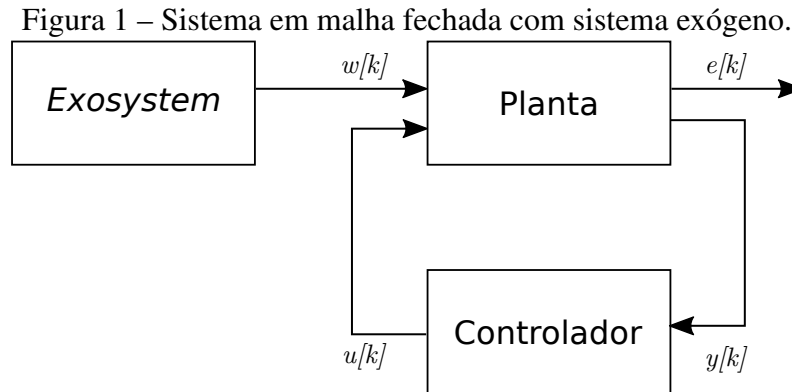 Figura 1 – Sistema em malha fechada com sistema exógeno.
w[k]
e[k]
Exosystem
Planta
Controlador
u[k]
y[k]